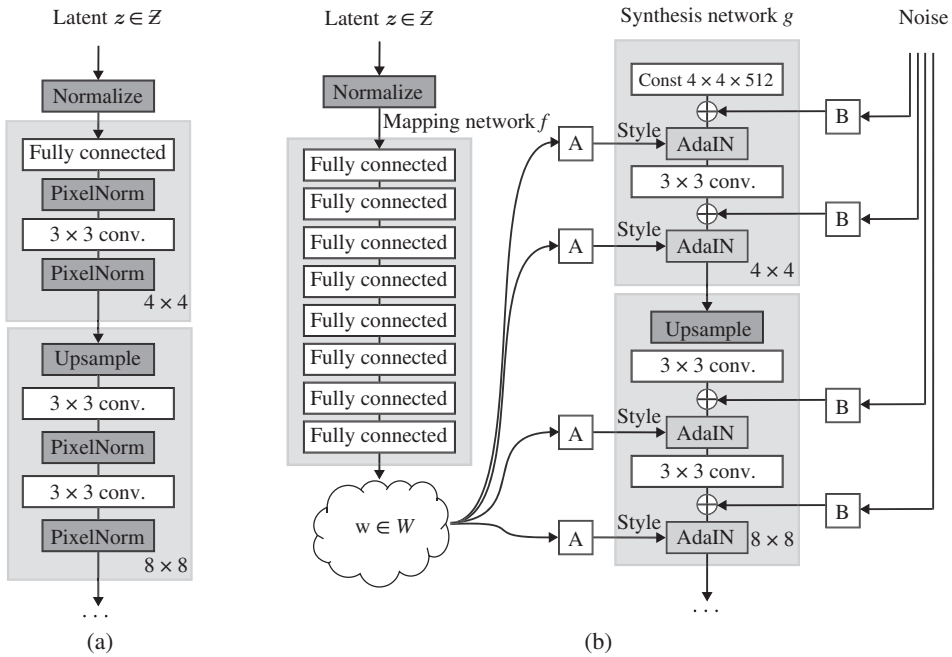 Latent z ∈ Z
Normalize
Fully connected
PixelNorm
3 × 3 conv.
PixelNorm
4 × 4
Upsample
3 × 3 conv.
PixelNorm
3 × 3 conv.
PixelNorm
8 × 8
. . .
(a)
Latent z ∈ Z
Normalize
Mapping network f
Fully connected
Fully connected
Fully connected
Fully connected
Fully connected
Fully connected
Fully connected
Fully connected
w ∈ W
A
Style
A
Style
A
Style
A
Style
Synthesis network g
Const 4 × 4 × 512
AdaIN
3 × 3 conv.
AdaIN
4 × 4
Upsample
3 × 3 conv.
AdaIN
3 × 3 conv.
AdaIN
8 × 8
. . .
Noise
B
B
B
B
(b)